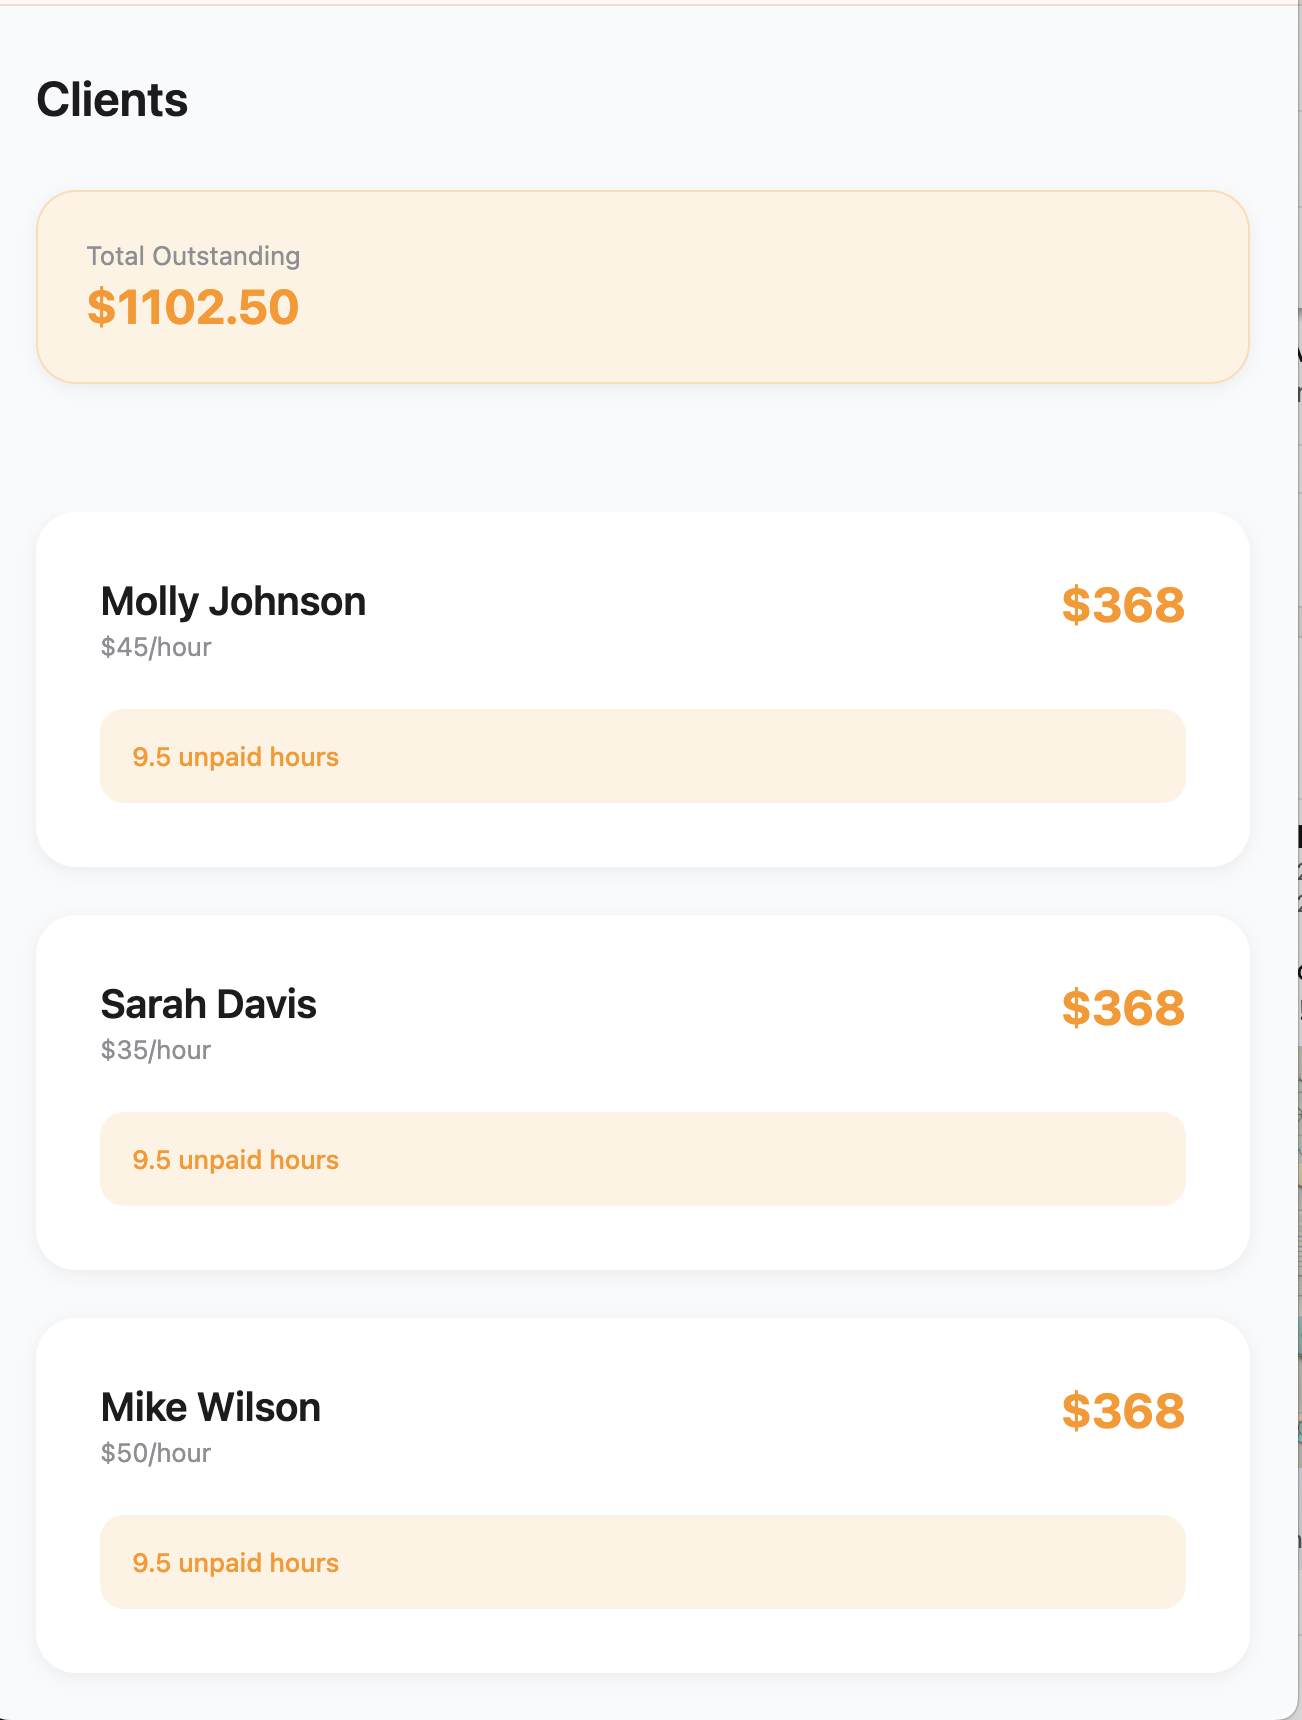 Clients
Total Outstanding
$1102.50
Molly Johnson
$368
$45/hour
9.5 unpaid hours
Sarah Davis
$368
$35/hour
9.5 unpaid hours
Mike Wilson
$368
$50/hour
9.5 unpaid hours